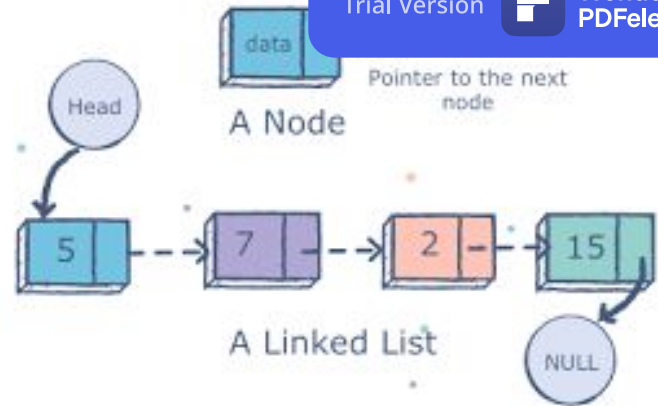 Trial Version
PDFele
data
Pointer to the next
node
Head
A Node
5
7
2
15
A Linked List
NULL